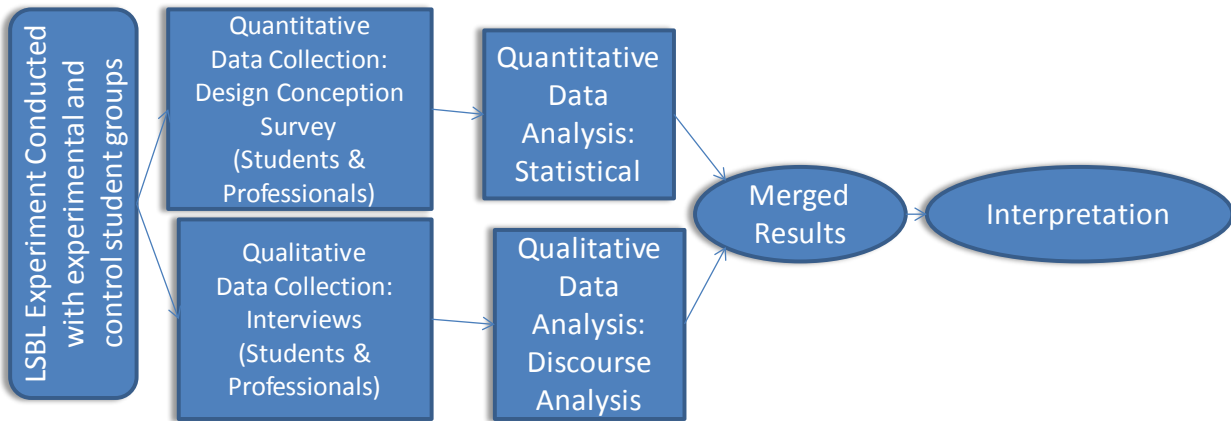 LSBL Experiment Conducted
with experimental and
control student groups
Quantitative
Data Collection:
Design Conception
Survey
(Students &
Professionals)
Quantitative
Data
Analysis:
Statistical
Qualitative
Data Collection:
Interviews
(Students &
Professionals)
Qualitative
Data
Analysis:
Discourse
Analysis
Merged
Results
Interpretation